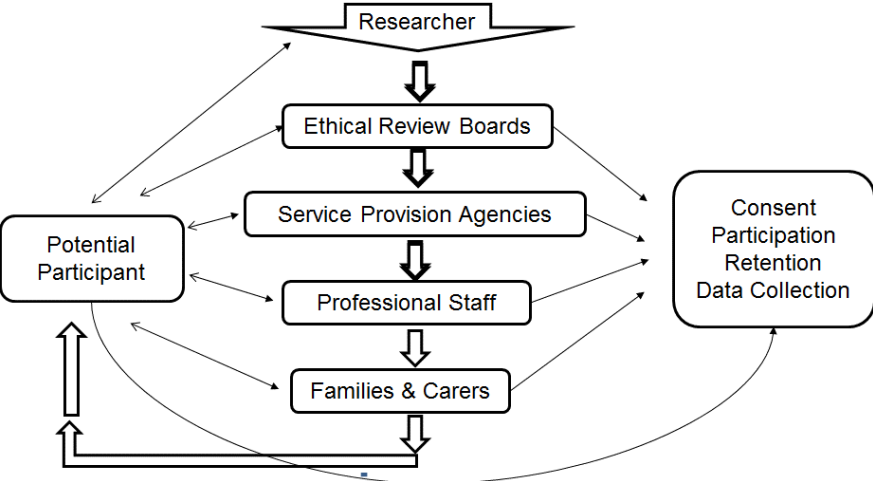 Researcher
Ethical Review Boards
Service Provision Agencies
Potential
Participant
Professional Staff
Families & Carers
Consent
Participation
Retention
Data Collection